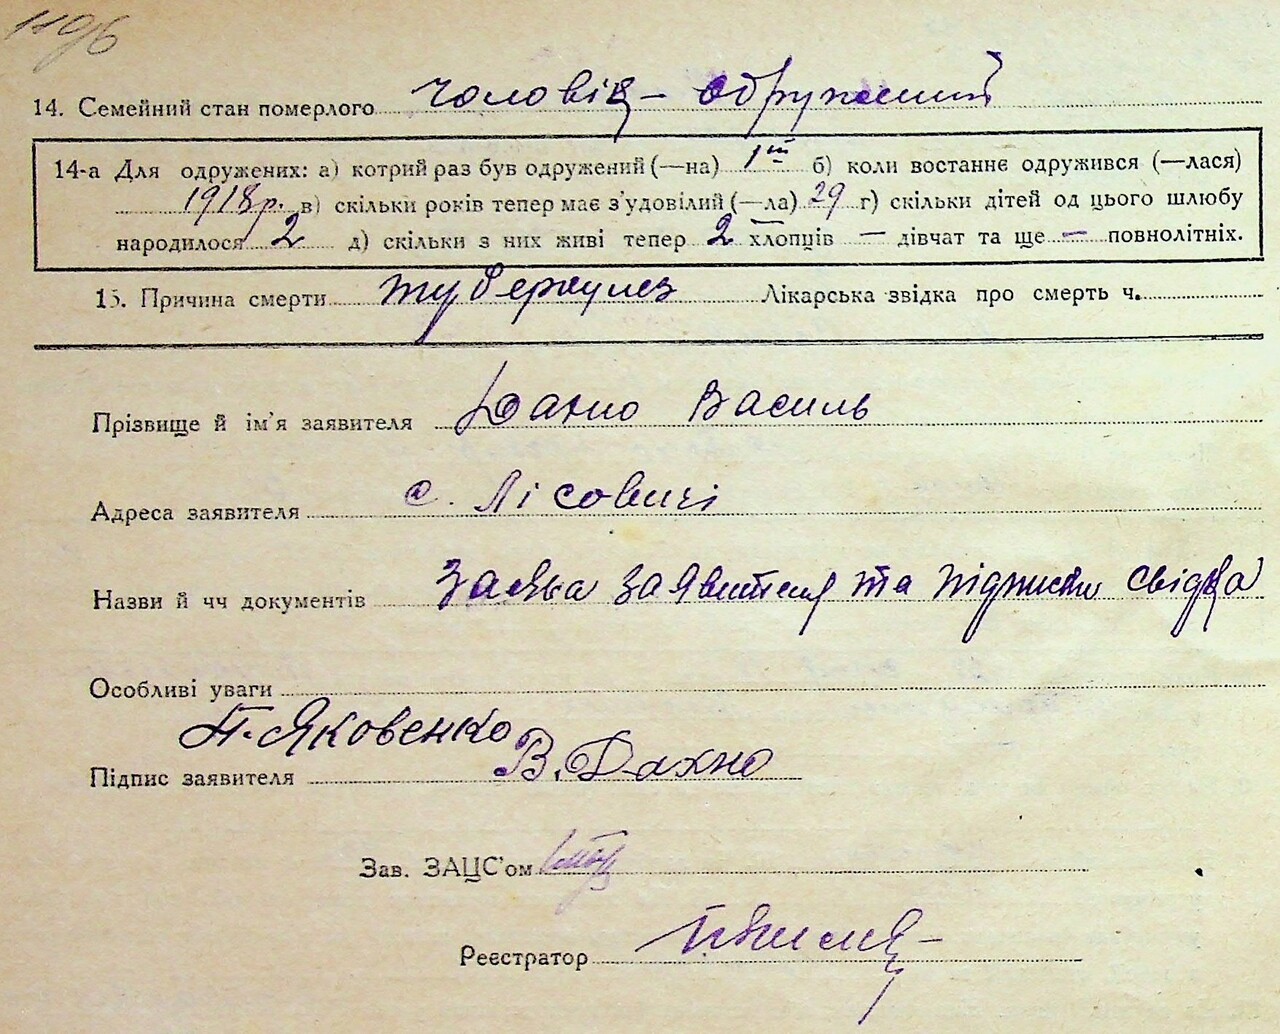 1196
14. Семейний стан померлого чоловік – одружений
14-а Для одружених: а) котрий раз був одружений (—на) 1й б) коли востаннє одружився (—лася)
1918р. в) скільки років тепер має з'удовілий (—ла) 29 г) скільки дітей од цього шлюбу
народилося 2 д) скільки з них живі тепер 2 хлопців — дівчат та ще — повнолітніх.
15. Причина смерти туберкулез Лікарська звідка про смерть ч.
Прізвище й ім'я заявителя Дахно Василь
Адреса заявителя с. Лісовичі
Назви й чч документів Заява заявителя та підписи свідка
Особливі уваги
П. Яковенко
Підпис заявителя В. Дахно
Зав. ЗАЦС'ом
Реєстратор